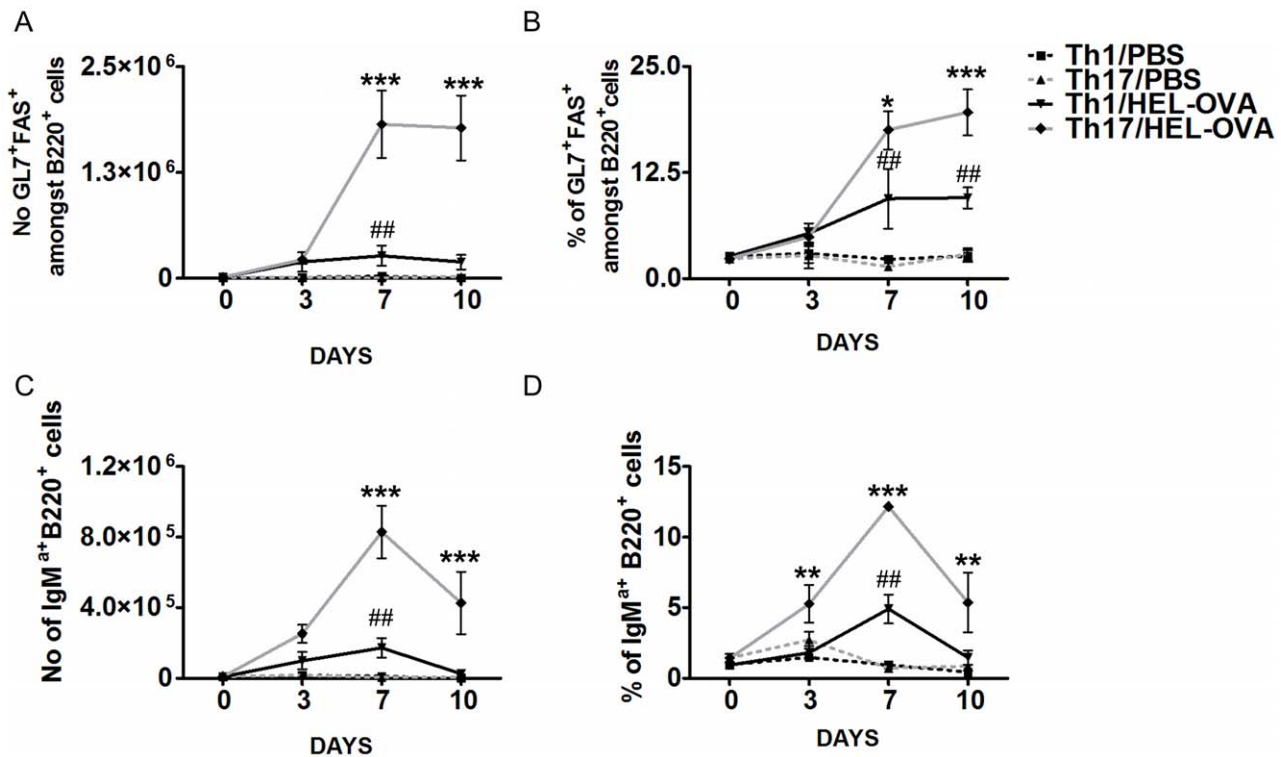 A
No GL7⁺FAS⁺
amongst B220⁺ cells
2.5×10⁶
1.3×10⁶
0
***
***
##
0 3 7 10
DAYS
B
% of GL7⁺FAS⁺
amongst B220⁺cells
25.0
12.5
0.0
*
***
##
##
0 3 7 10
DAYS
Th1/PBS
Th17/PBS
Th1/HEL-OVA
Th17/HEL-OVA
C
No of IgM ᵃ⁺B220⁺ cells
1.2×10⁶
8.0×10⁵
4.0×10⁵
0
***
***
##
0 3 7 10
DAYS
D
% of IgMᵃ⁺ B220⁺ cells
15
10
5
0
**
***
**
##
0 3 7 10
DAYS